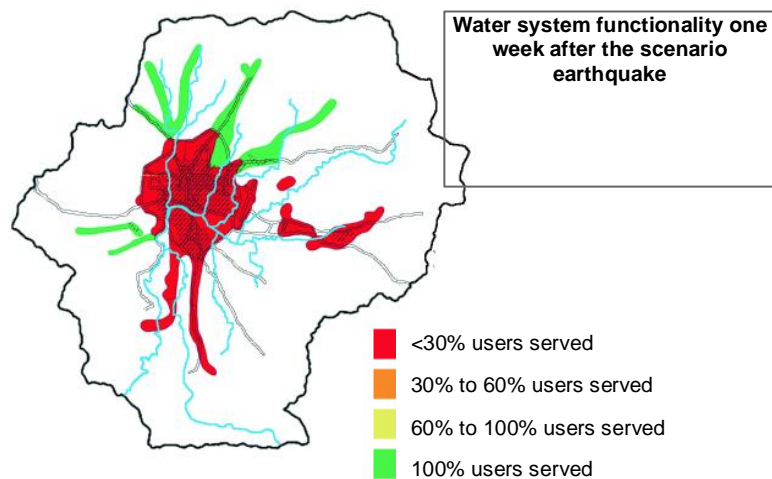 Water system functionality one
week after the scenario
earthquake
<30% users served
30% to 60% users served
60% to 100% users served
100% users served